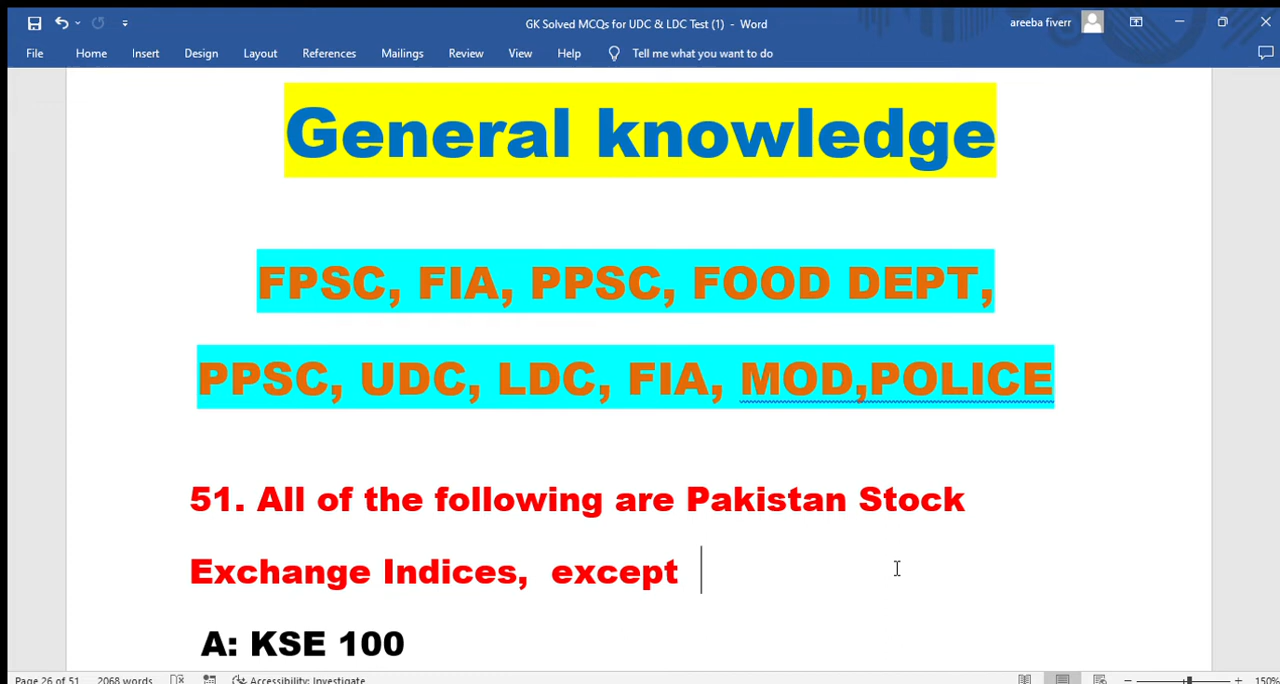 GK Solved MCQs for UDC & LDC Test (1) - Word
areeba fiverr
File Home Insert Design Layout References Mailings Review View Help Tell me what you want to do
General knowledge
FPSC, FIA, PPSC, FOOD DEPT,
PPSC, UDC, LDC, FIA, MOD,POLICE
51. All of the following are Pakistan Stock
Exchange Indices, except
A: KSE 100
Page 26 of 51 2068 words Accessibility: Investigate 150%